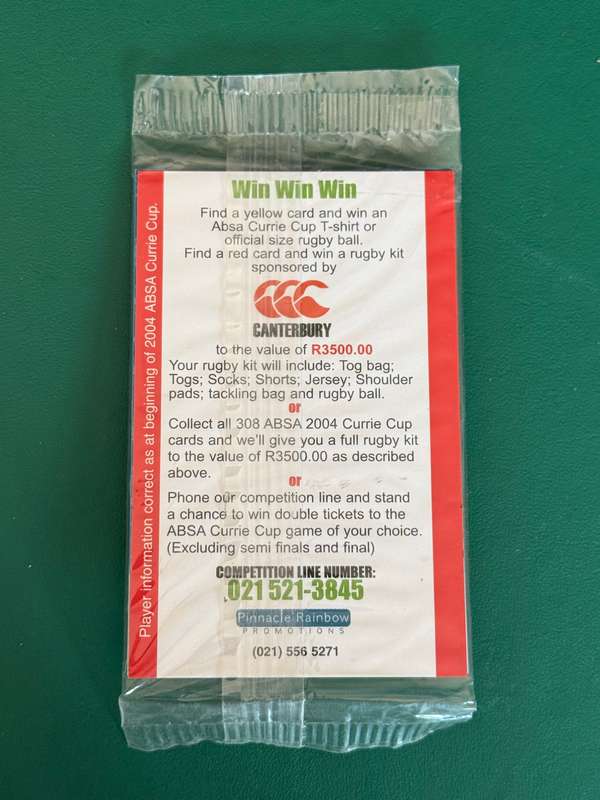 Win Win Win
Find a yellow card and win an
Absa Currie Cup T-shirt or
official size rugby ball.
Find a red card and win a rugby kit
sponsored by
CCC
CANTERBURY
to the value of R3500.00
Your rugby kit will include: Tog bag;
Togs; Socks; Shorts; Jersey; Shoulder
pads; tackling bag and rugby ball.
or
Collect all 308 ABSA 2004 Currie Cup
cards and we'll give you a full rugby kit
to the value of R3500.00 as described
above.
or
Phone our competition line and stand
a chance to win double tickets to the
ABSA Currie Cup game of your choice.
(Excluding semi finals and final)
COMPETITION LINE NUMBER:
021 521-3845
Pinnacle Rainbow
PROMOTIONS
(021) 556 5271
Player information correct as at beginning of 2004 ABSA Currie Cup.